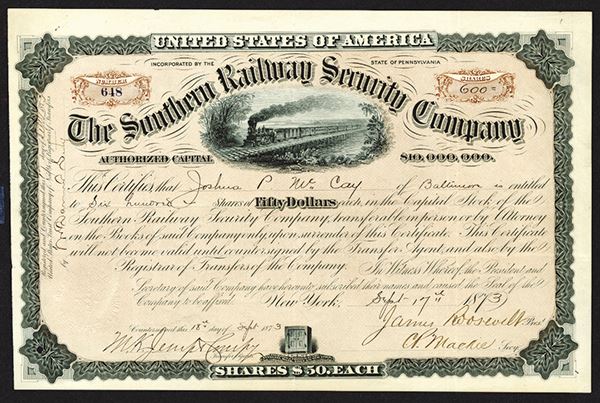 UNITED STATES OF AMERICA
INCORPORATED BY THE STATE OF PENNSYLVANIA
NUMBER
648
SHARES
600
The Southern Railway Security Company
AUTHORIZED CAPITAL $10,000,000.
This Certifies that Joshua P. McCay of Baltimore is entitled
to Six hundred Shares of Fifty Dollars each in the Capital Stock of the
Southern Railway Security Company, transferable in person or by Attorney
on the Books of said Company only upon surrender of this Certificate. This Certificate
will not become valid until countersigned by the Transfer Agent, and also by the
Registrar of Transfers of the Company. In Witness Whereof, the President and
Secretary of said Company have hereto subscribed their names and caused the Seal of the
Company to be affixed. New York, Sept 17th 1873
Countersigned this 18th day of Sept 1873
James Roosevelt Prest.
Secy.
SHARES $50. EACH